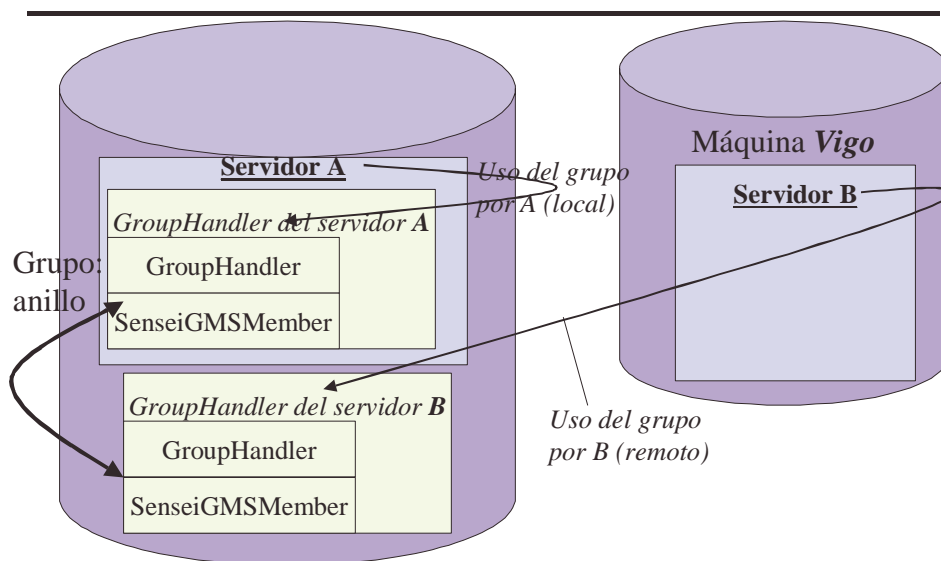 Servidor A
Uso del grupo
por A (local)
GroupHandler del servidor A
GroupHandler
SenseiGMSMember
Grupo:
anillo
GroupHandler del servidor B
GroupHandler
SenseiGMSMember
Máquina Vigo
Servidor B
Uso del grupo
por B (remoto)